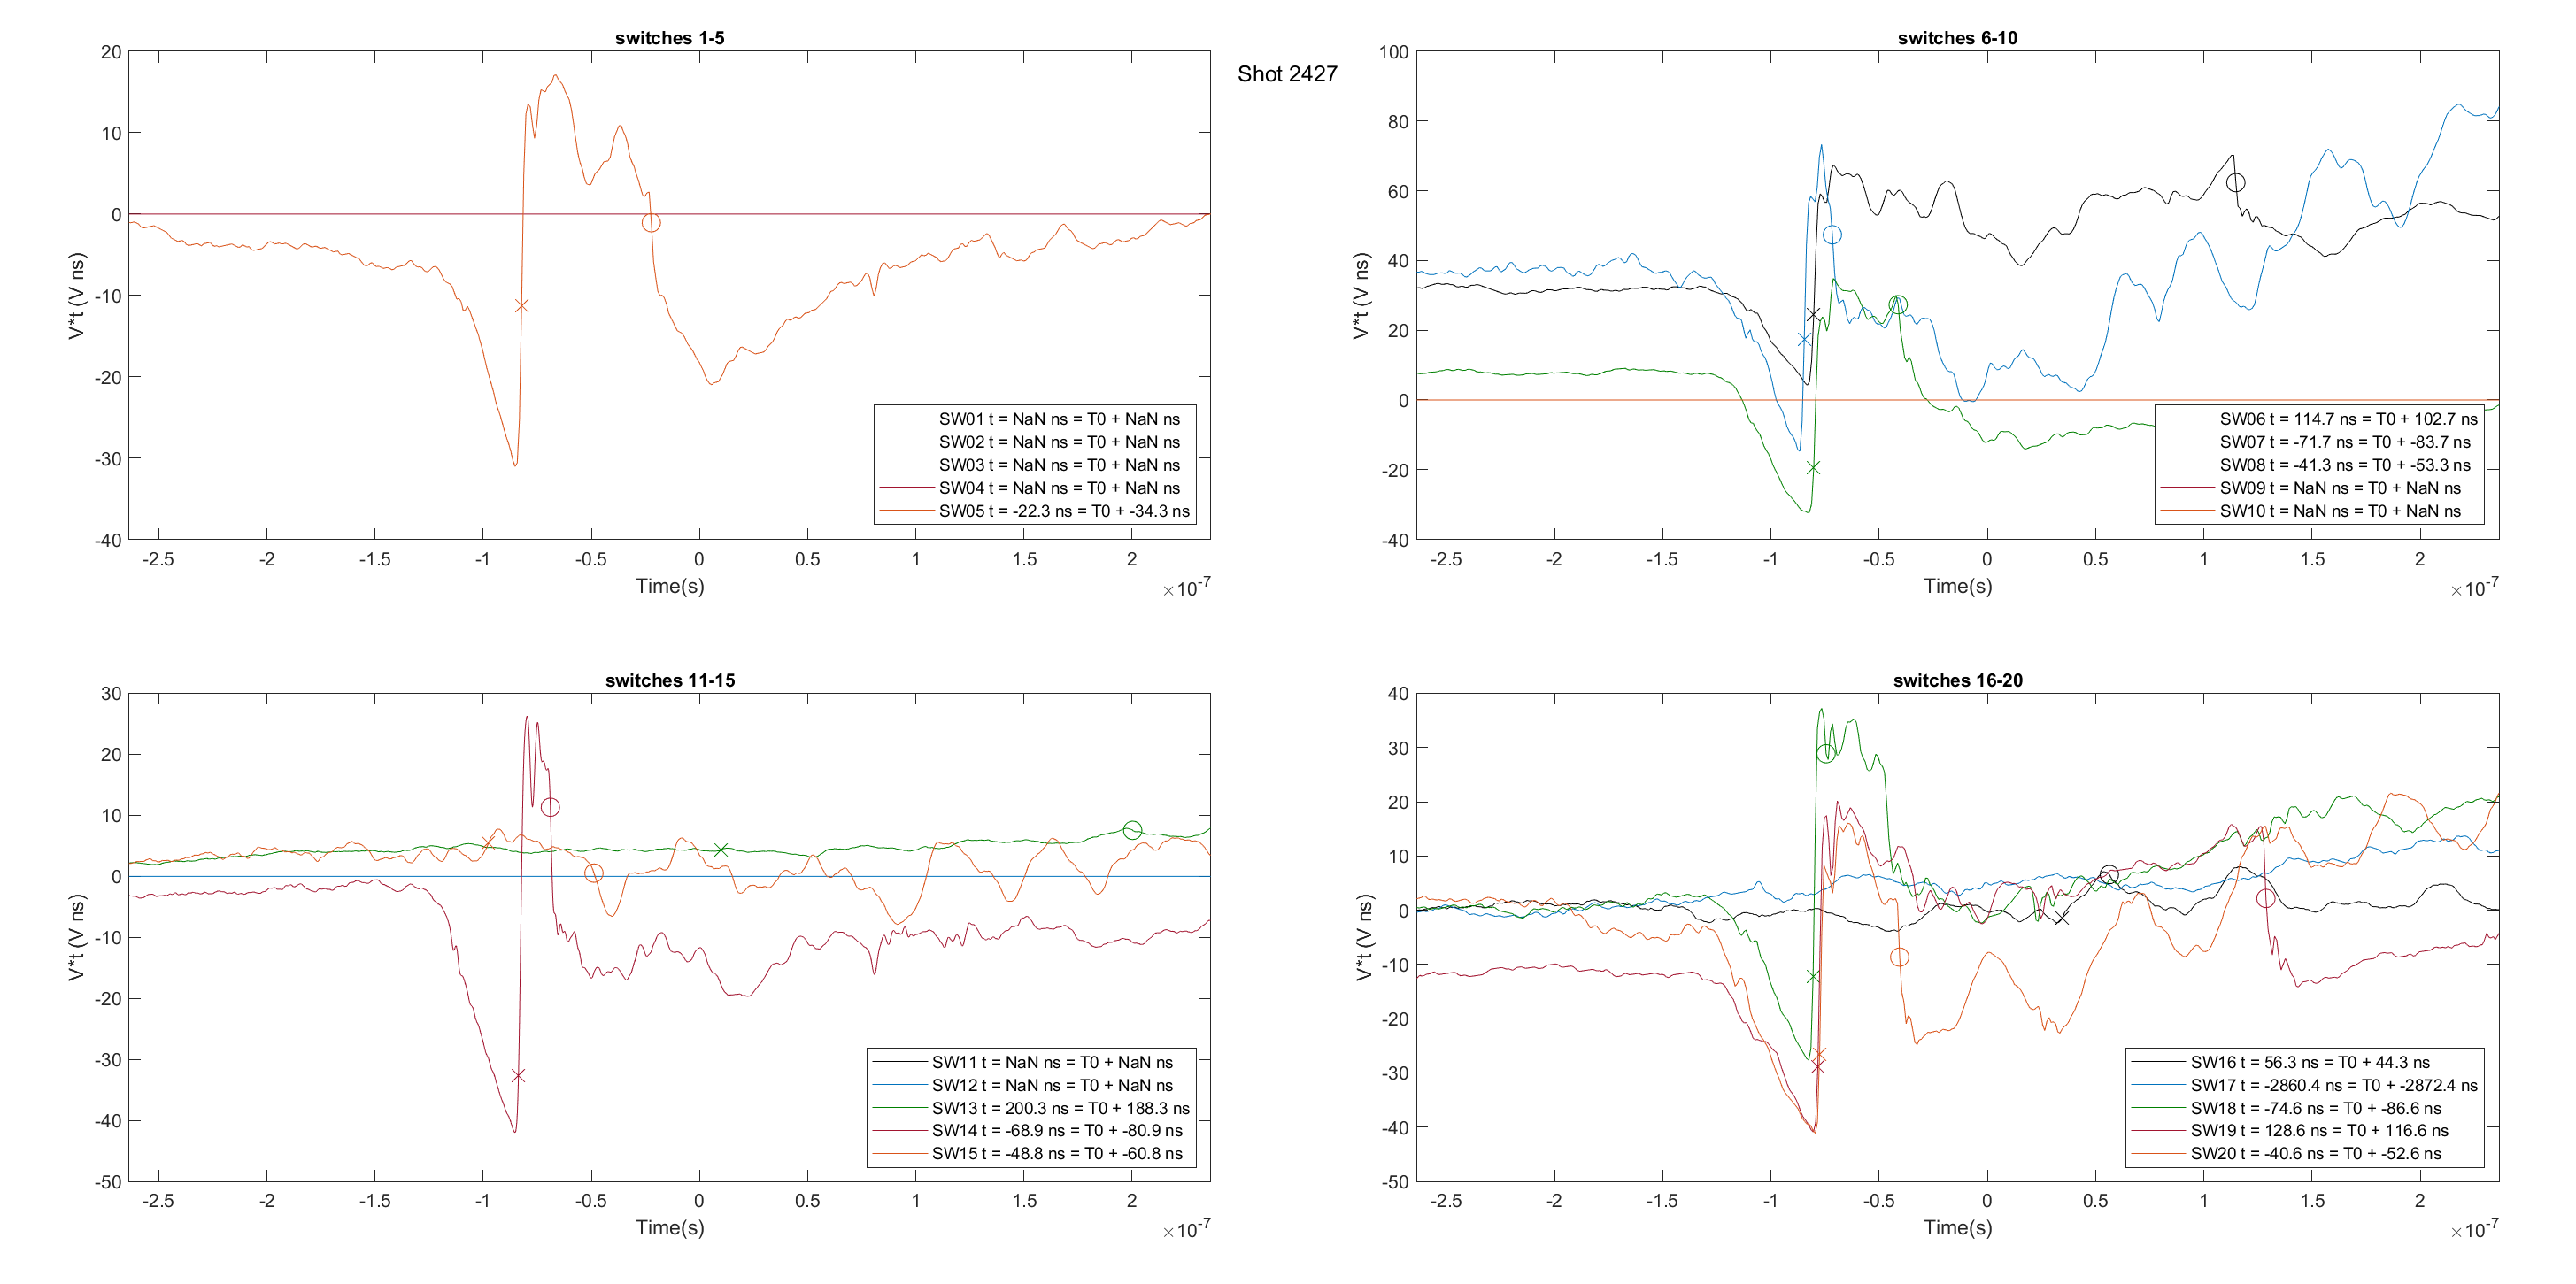 Shot 2427
switches 1-5
20
10
0
-10
-20
-30
-40
V*t (V ns)
-2.5 -2 -1.5 -1 -0.5 0 0.5 1 1.5 2
Time(s)
×10-7
SW01 t = NaN ns = T0 + NaN ns
SW02 t = NaN ns = T0 + NaN ns
SW03 t = NaN ns = T0 + NaN ns
SW04 t = NaN ns = T0 + NaN ns
SW05 t = -22.3 ns = T0 + -34.3 ns
switches 6-10
100
80
60
40
20
0
-20
-40
V*t (V ns)
-2.5 -2 -1.5 -1 -0.5 0 0.5 1 1.5 2
Time(s)
×10-7
SW06 t = 114.7 ns = T0 + 102.7 ns
SW07 t = -71.7 ns = T0 + -83.7 ns
SW08 t = -41.3 ns = T0 + -53.3 ns
SW09 t = NaN ns = T0 + NaN ns
SW10 t = NaN ns = T0 + NaN ns
switches 11-15
30
20
10
0
-10
-20
-30
-40
-50
V*t (V ns)
-2.5 -2 -1.5 -1 -0.5 0 0.5 1 1.5 2
Time(s)
×10-7
SW11 t = NaN ns = T0 + NaN ns
SW12 t = NaN ns = T0 + NaN ns
SW13 t = 200.3 ns = T0 + 188.3 ns
SW14 t = -68.9 ns = T0 + -80.9 ns
SW15 t = -48.8 ns = T0 + -60.8 ns
switches 16-20
40
30
20
10
0
-10
-20
-30
-40
-50
V*t (V ns)
-2.5 -2 -1.5 -1 -0.5 0 0.5 1 1.5 2
Time(s)
×10-7
SW16 t = 56.3 ns = T0 + 44.3 ns
SW17 t = -2860.4 ns = T0 + -2872.4 ns
SW18 t = -74.6 ns = T0 + -86.6 ns
SW19 t = 128.6 ns = T0 + 116.6 ns
SW20 t = -40.6 ns = T0 + -52.6 ns